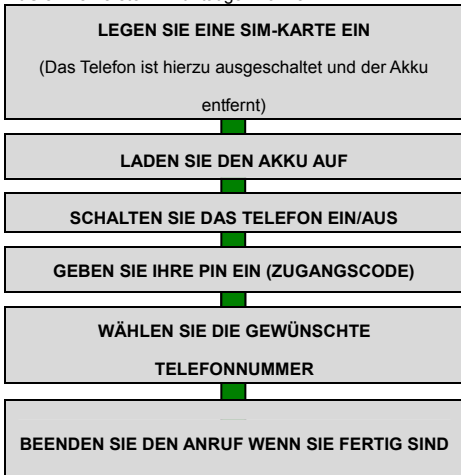 LEGEN SIE EINE SIM-KARTE EIN
(Das Telefon ist hierzu ausgeschaltet und der Akku
entfernt)
LADEN SIE DEN AKKU AUF
SCHALTEN SIE DAS TELEFON EIN/AUS
GEBEN SIE IHRE PIN EIN (ZUGANGSCODE)
WÄHLEN SIE DIE GEWÜNSCHTE
TELEFONNUMMER
BEENDEN SIE DEN ANRUF WENN SIE FERTIG SIND